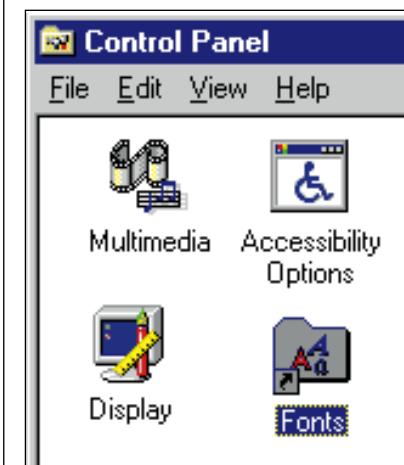 Control Panel
File Edit View Help
Multimedia Accessibility
Options
Display Fonts